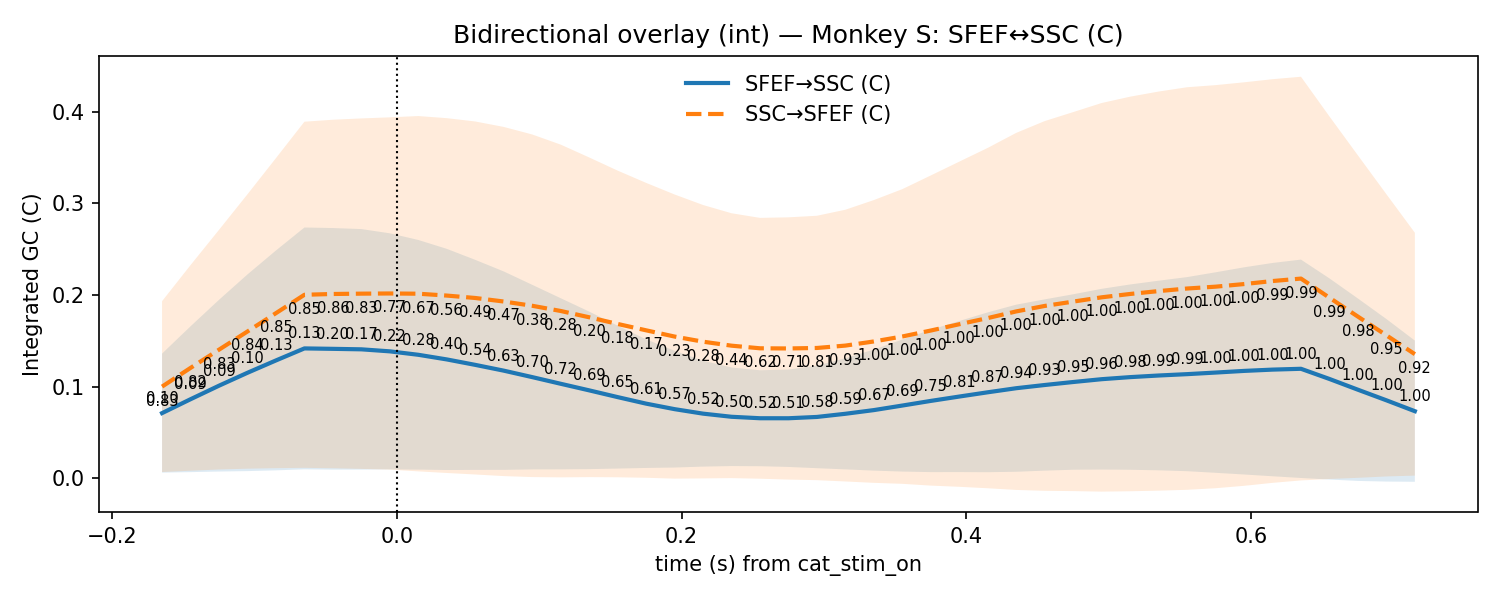 Bidirectional overlay (int) — Monkey S: SFEF↔SSC (C)
SFEF→SSC (C)
SSC→SFEF (C)
Integrated GC (C)
0.4
0.3
0.2
0.1
0.0
0.85 0.86 0.83 0.77 0.67 0.56 0.49 0.47 0.38 0.28 0.20 0.18 0.17 0.23 0.28 0.44 0.62 0.71 0.81 0.93 1.00 1.00 1.00 1.00 1.00 1.00 1.00 1.00 1.00 1.00 1.00 1.00 1.00 0.99 0.99 0.99 0.98 0.95 0.92
0.84 0.85
0.10 0.13 0.13 0.20 0.17 0.22 0.28 0.40 0.54 0.63 0.70 0.72 0.69 0.65 0.61 0.57 0.52 0.50 0.52 0.51 0.58 0.59 0.67 0.69 0.75 0.81 0.87 0.94 0.93 0.95 0.96 0.98 0.99 0.99 1.00 1.00 1.00 1.00 1.00 1.00 1.00 1.00
−0.2 0.0 0.2 0.4 0.6
time (s) from cat_stim_on